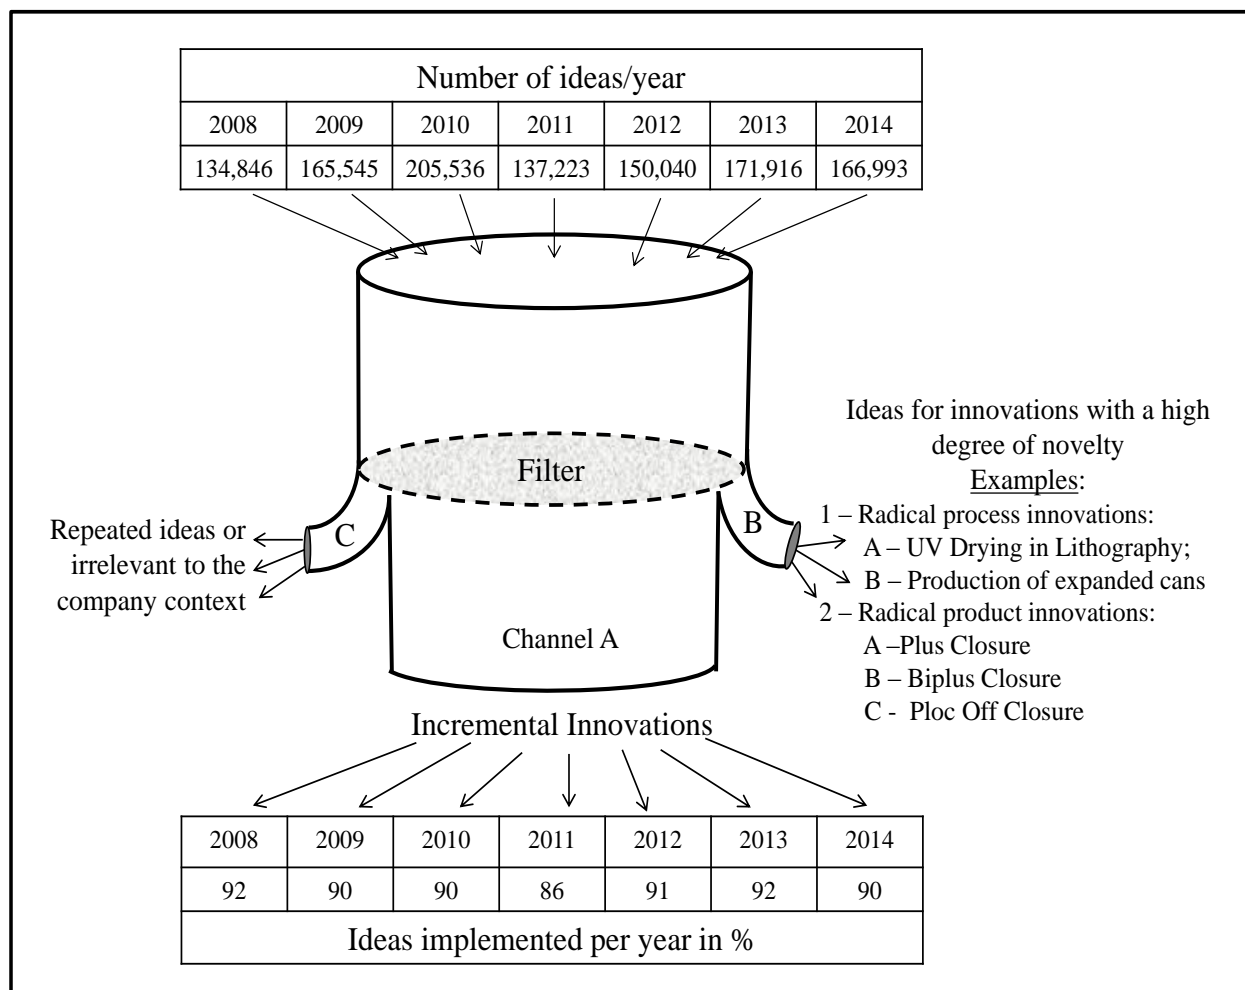 Number of ideas/year
2008 2009 2010 2011 2012 2013 2014
134,846 165,545 205,536 137,223 150,040 171,916 166,993
Filter
Ideas for innovations with a high
degree of novelty
Examples:
1 – Radical process innovations:
A – UV Drying in Lithography;
B – Production of expanded cans
2 – Radical product innovations:
A –Plus Closure
B – Biplus Closure
C - Ploc Off Closure
B
C
Repeated ideas or
irrelevant to the
company context
Channel A
Incremental Innovations
2008 2009 2010 2011 2012 2013 2014
92 90 90 86 91 92 90
Ideas implemented per year in %